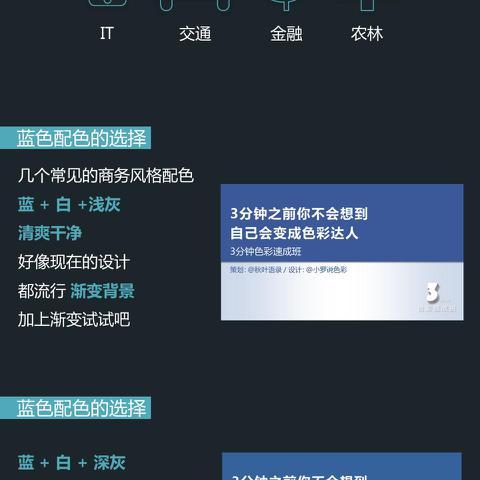 IT 交通 金融 农林
蓝色配色的选择
几个常见的商务风格配色
蓝 + 白 +浅灰
清爽干净
好像现在的设计
都流行 渐变背景
加上渐变试试吧
3分钟之前你不会想到
自己会变成色彩达人
3分钟色彩速成班
策划: @秋叶语录 / 设计: @小罗说色彩
3
蓝色配色的选择
蓝 + 白 + 深灰
3分钟之前你不会想到